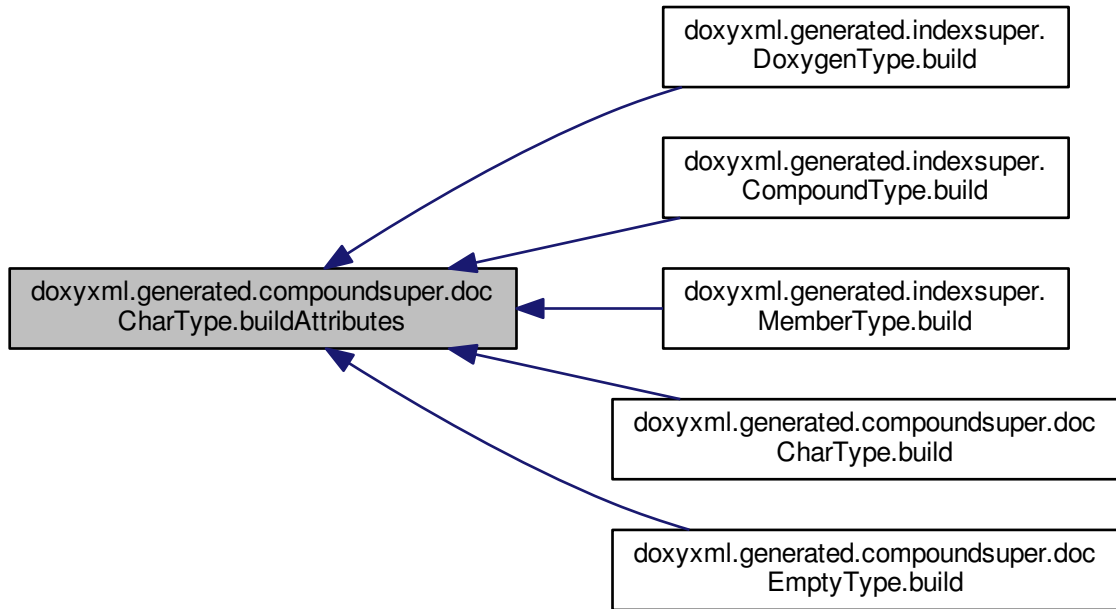 doxyxml.generated.indexsuper.
DoxygenType.build
doxyxml.generated.indexsuper.
CompoundType.build
doxyxml.generated.compoundsuper.doc
CharType.buildAttributes
doxyxml.generated.indexsuper.
MemberType.build
doxyxml.generated.compoundsuper.doc
CharType.build
doxyxml.generated.compoundsuper.doc
EmptyType.build